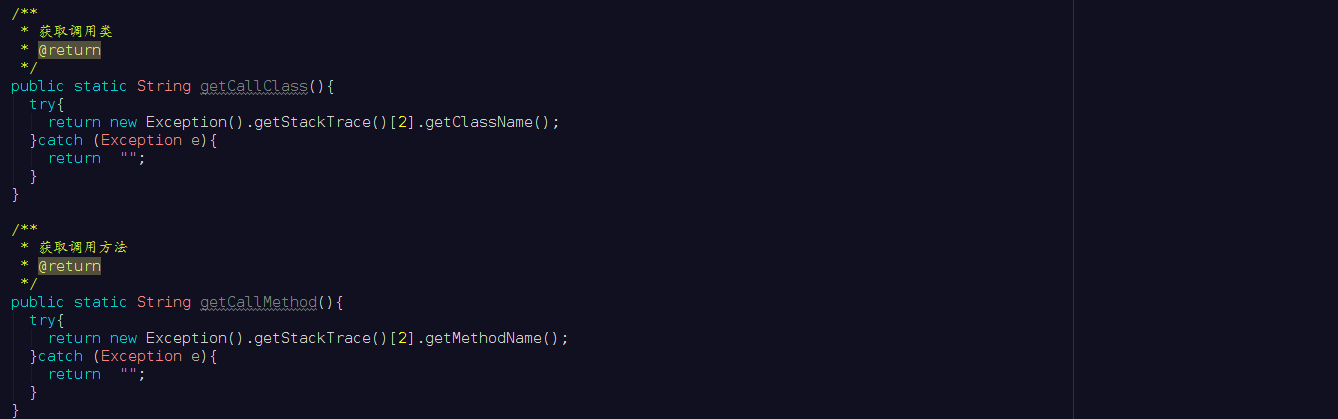 /**
 * 获取调用类
 * @return
 */
public static String getCallClass(){
  try{
    return new Exception().getStackTrace()[2].getClassName();
  }catch (Exception e){
    return  "";
  }
}

/**
 * 获取调用方法
 * @return
 */
public static String getCallMethod(){
  try{
    return new Exception().getStackTrace()[2].getMethodName();
  }catch (Exception e){
    return  "";
  }
}